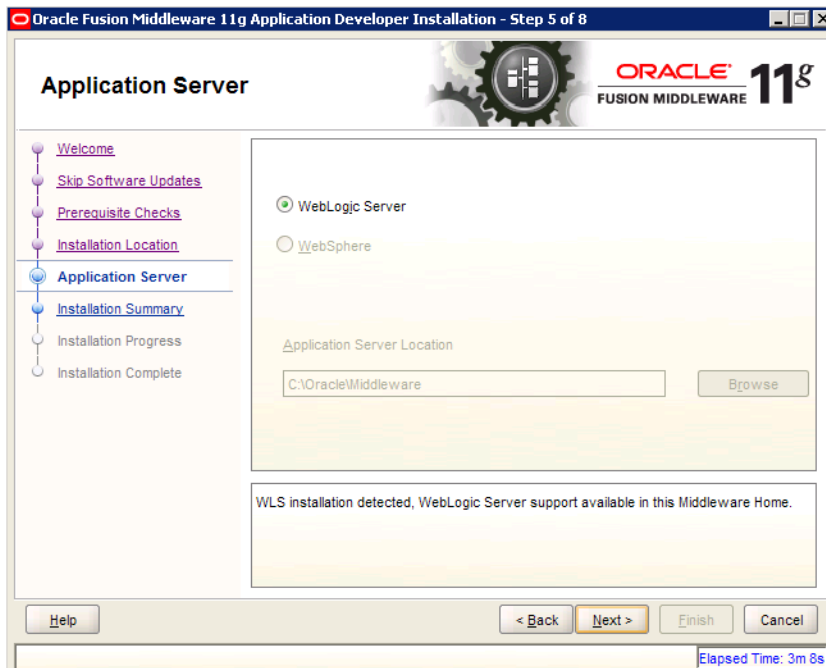 Oracle Fusion Middleware 11g Application Developer Installation - Step 5 of 8
Application Server
ORACLE
FUSION MIDDLEWARE
11g
Welcome
Skip Software Updates
Prerequisite Checks
Installation Location
Application Server
Installation Summary
Installation Progress
Installation Complete
WebLogic Server
WebSphere
Application Server Location
C:\Oracle\Middleware
Browse
WLS installation detected, WebLogic Server support available in this Middleware Home.
Help
< Back
Next >
Finish
Cancel
Elapsed Time: 3m 8s